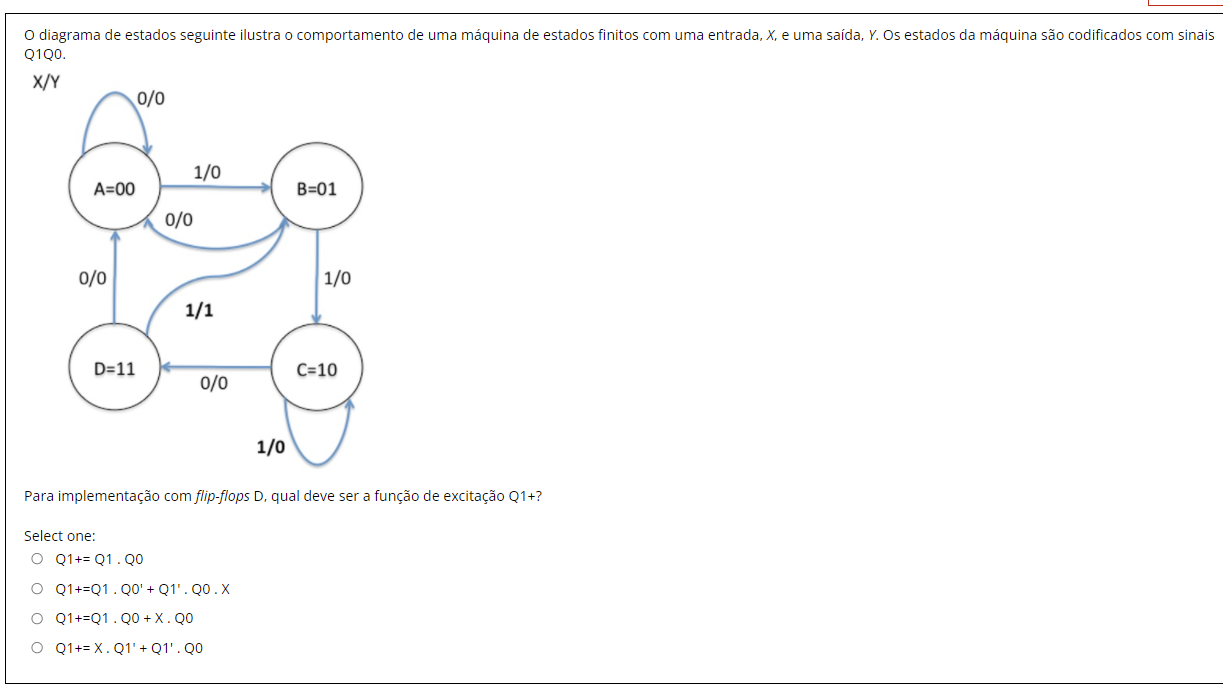 O diagrama de estados seguinte ilustra o comportamento de uma máquina de estados finitos com uma entrada, X, e uma saída, Y. Os estados da máquina são codificados com sinais
Q1Q0.
X/Y
0/0
1/0
A=00
B=01
0/0
0/0
1/0
1/1
D=11
C=10
0/0
1/0
Para implementação com flip-flops D, qual deve ser a função de excitação Q1+?
Select one:
Q1+= Q1 . Q0
Q1+=Q1 . Q0' + Q1' . Q0 . X
Q1+=Q1 . Q0 + X . Q0
Q1+= X . Q1' + Q1' . Q0